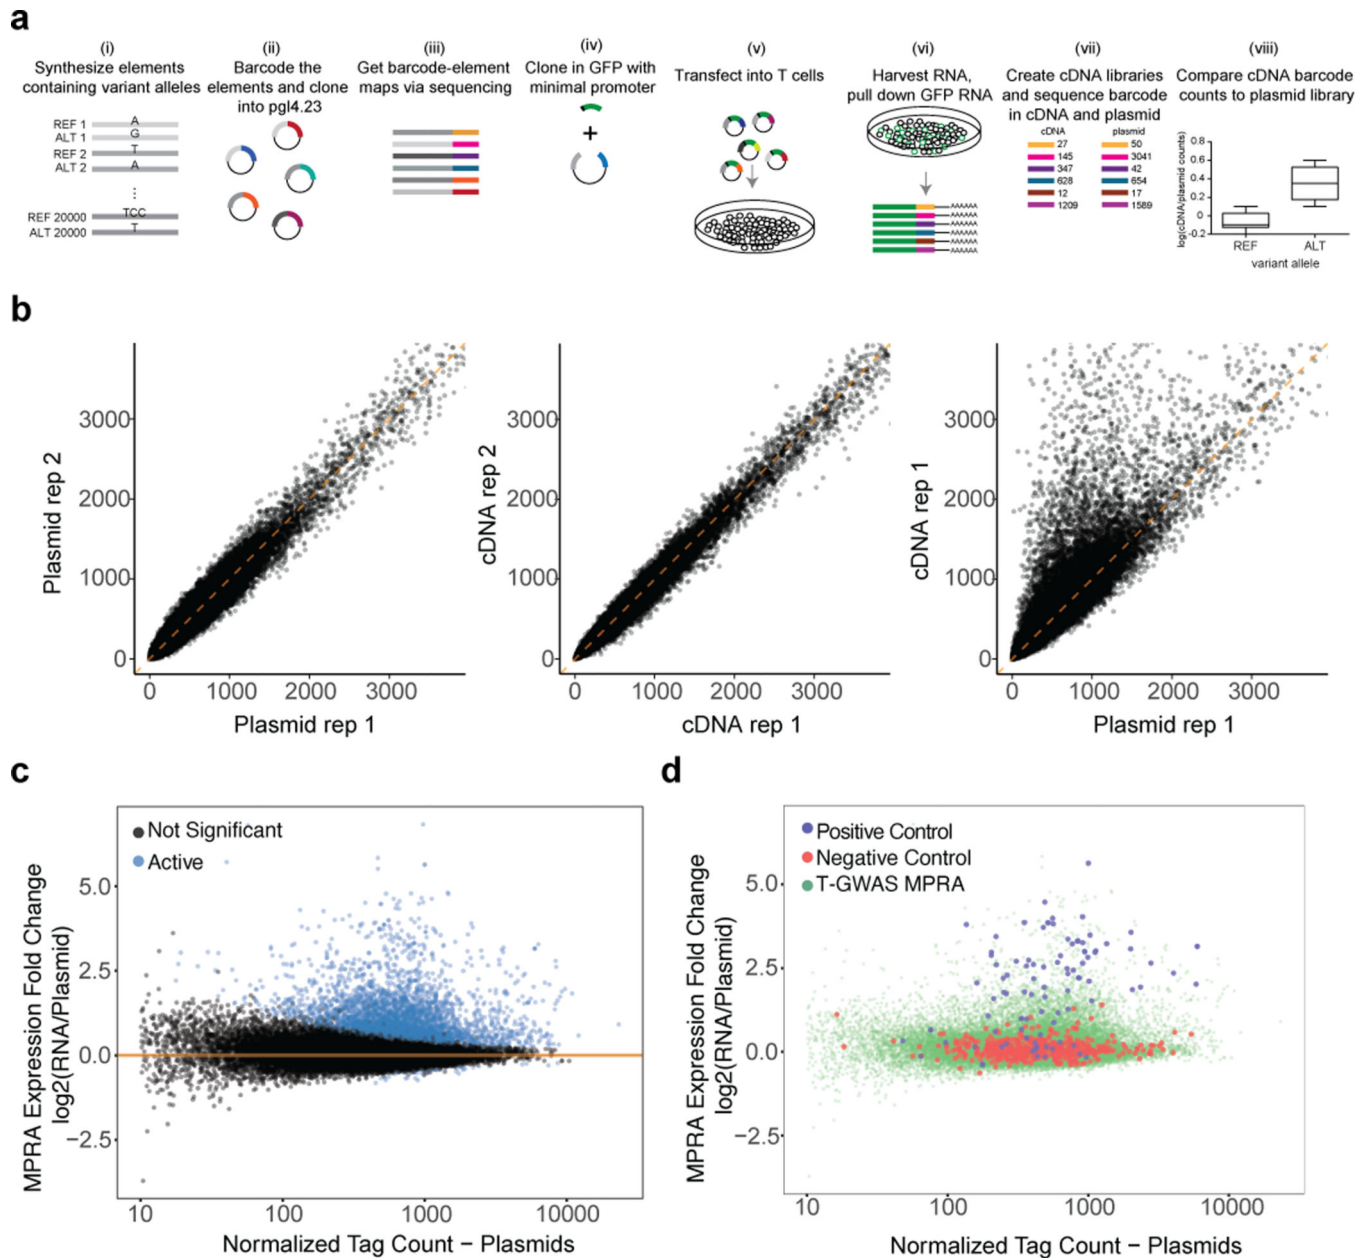 a
(i)
Synthesize elements
containing variant alleles
REF 1 A
ALT 1 G
REF 2 T
ALT 2 A
⋮
REF 20000 TCC
ALT 20000 T
(ii)
Barcode the
elements and clone
into pgl4.23
(iii)
Get barcode-element
maps via sequencing
(iv)
Clone in GFP with
minimal promoter
+
(v)
Transfect into T cells
(vi)
Harvest RNA,
pull down GFP RNA
AAAAAA
AAAAAA
AAAAAA
AAAAAA
AAAAAA
AAAAAA
(vii)
Create cDNA libraries
and sequence barcode
in cDNA and plasmid
cDNA plasmid
27 50
145 3041
347 42
628 654
12 17
1209 1589
(viii)
Compare cDNA barcode
counts to plasmid library
log(cDNA/plasmid counts)
0.8
0.6
0.4
0.2
0
-0.2
REF ALT
variant allele
b
Plasmid rep 2
3000
2000
1000
0
0 1000 2000 3000
Plasmid rep 1
cDNA rep 2
3000
2000
1000
0
0 1000 2000 3000
cDNA rep 1
cDNA rep 1
3000
2000
1000
0
0 1000 2000 3000
Plasmid rep 1
c
MPRA Expression Fold Change
log2(RNA/Plasmid)
Not Significant
Active
5.0
2.5
0.0
−2.5
10 100 1000 10000
Normalized Tag Count − Plasmids
d
MPRA Expression Fold Change
log2(RNA/Plasmid)
Positive Control
Negative Control
T-GWAS MPRA
5.0
2.5
0.0
−2.5
10 100 1000 10000
Normalized Tag Count − Plasmids